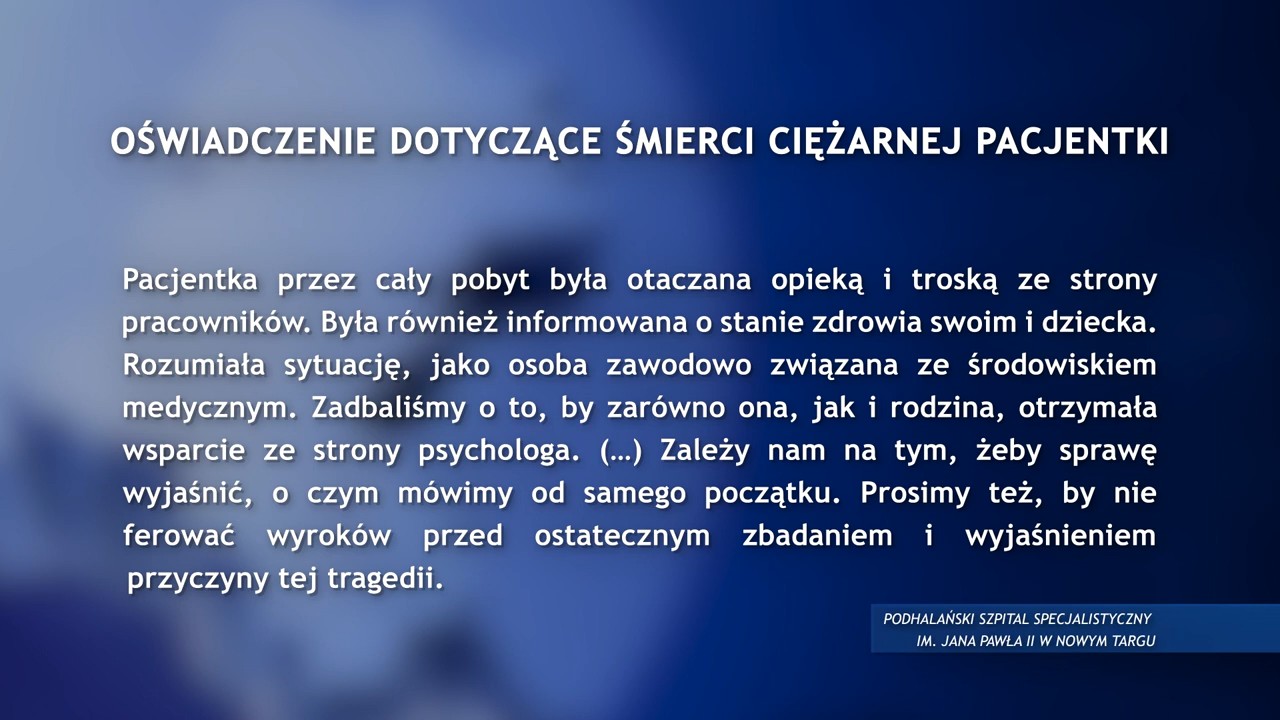 OŚWIADCZENIE DOTYCZĄCE ŚMIERCI CIĘŻARNEJ PACJENTKI
Pacjentka przez cały pobyt była otaczana opieką i troską ze strony
pracowników. Była również informowana o stanie zdrowia swoim i dziecka.
Rozumiała sytuację, jako osoba zawodowo związana ze środowiskiem
medycznym. Zadbaliśmy o to, by zarówno ona, jak i rodzina, otrzymała
wsparcie ze strony psychologa. (...) Zależy nam na tym, żeby sprawę
wyjaśnić, o czym mówimy od samego początku. Prosimy też, by nie
ferować wyroków przed ostatecznym zbadaniem i wyjaśnieniem
przyczyny tej tragedii.
PODHALAŃSKI SZPITAL SPECJALISTYCZNY
IM. JANA PAWŁA II W NOWYM TARGU